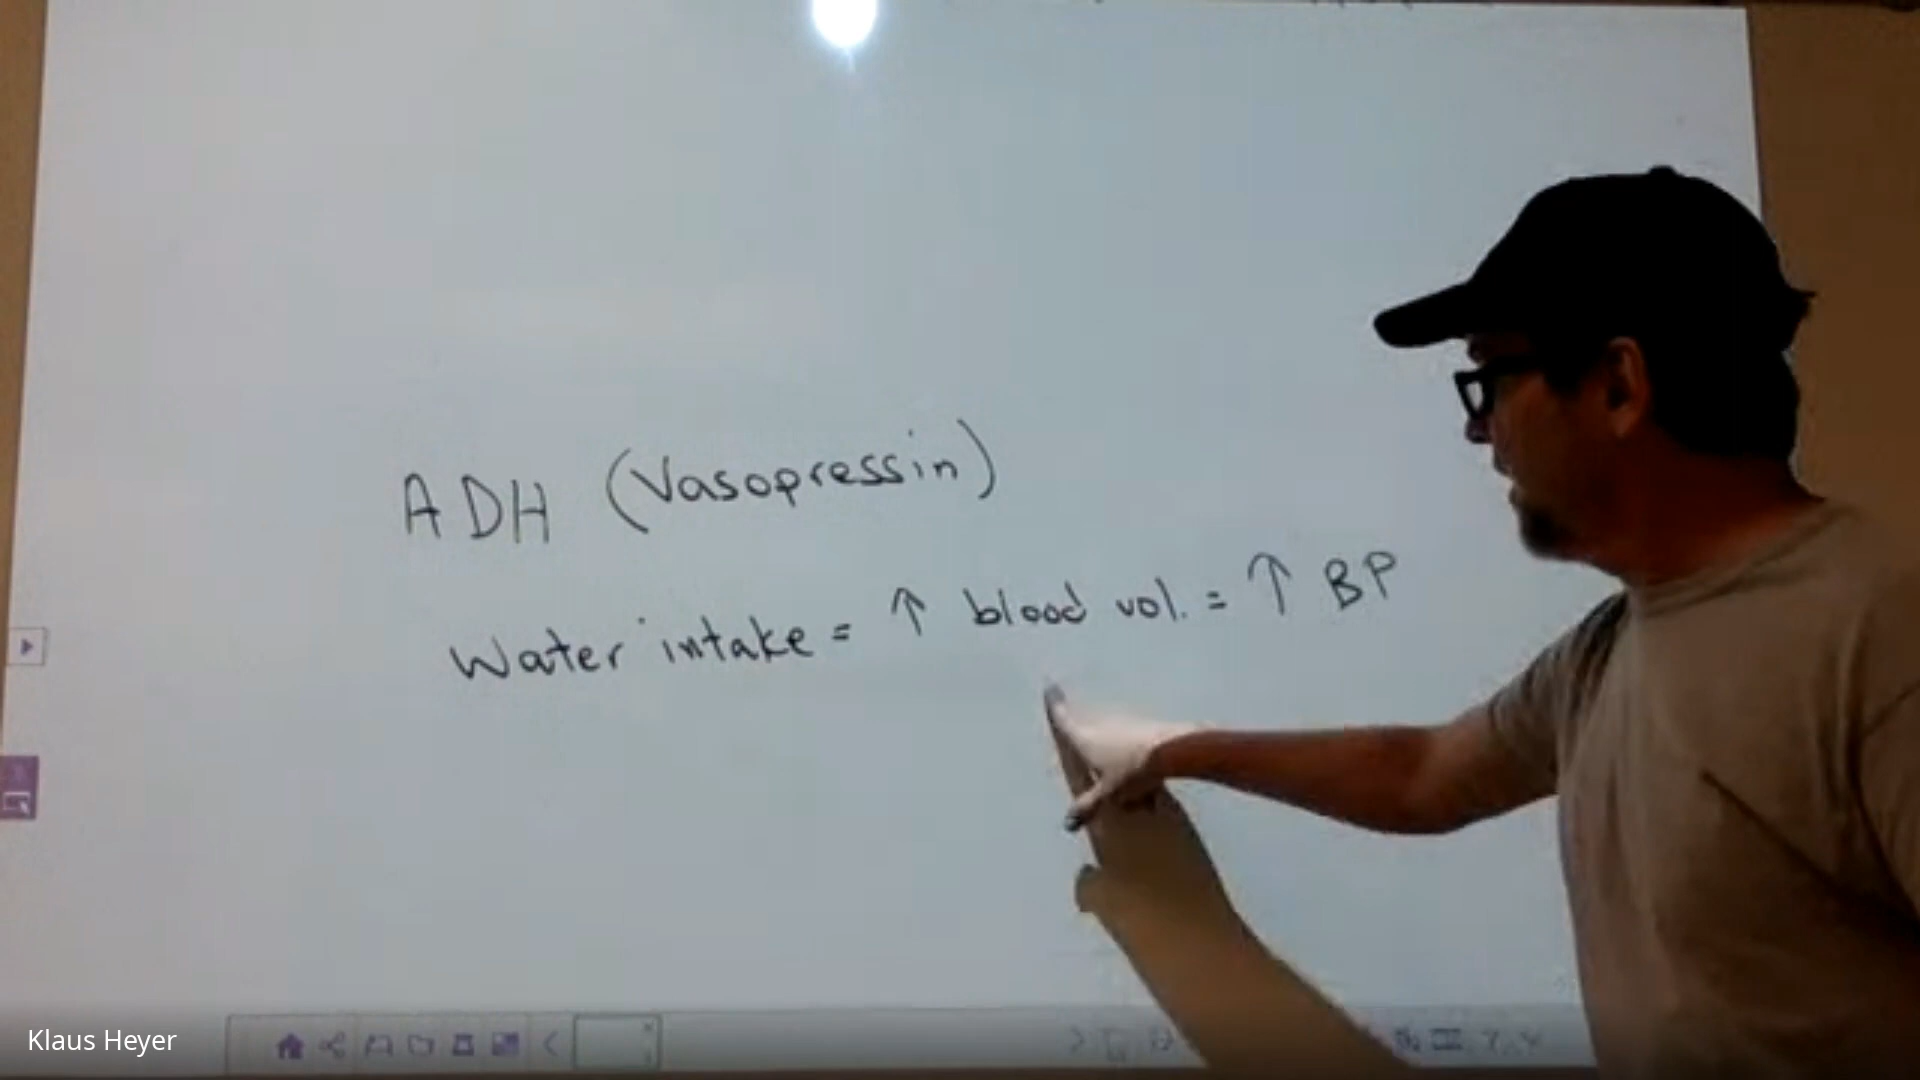 ADH (Vasopressin)
Water intake = ↑ blood vol. = ↑ BP
Klaus Heyer